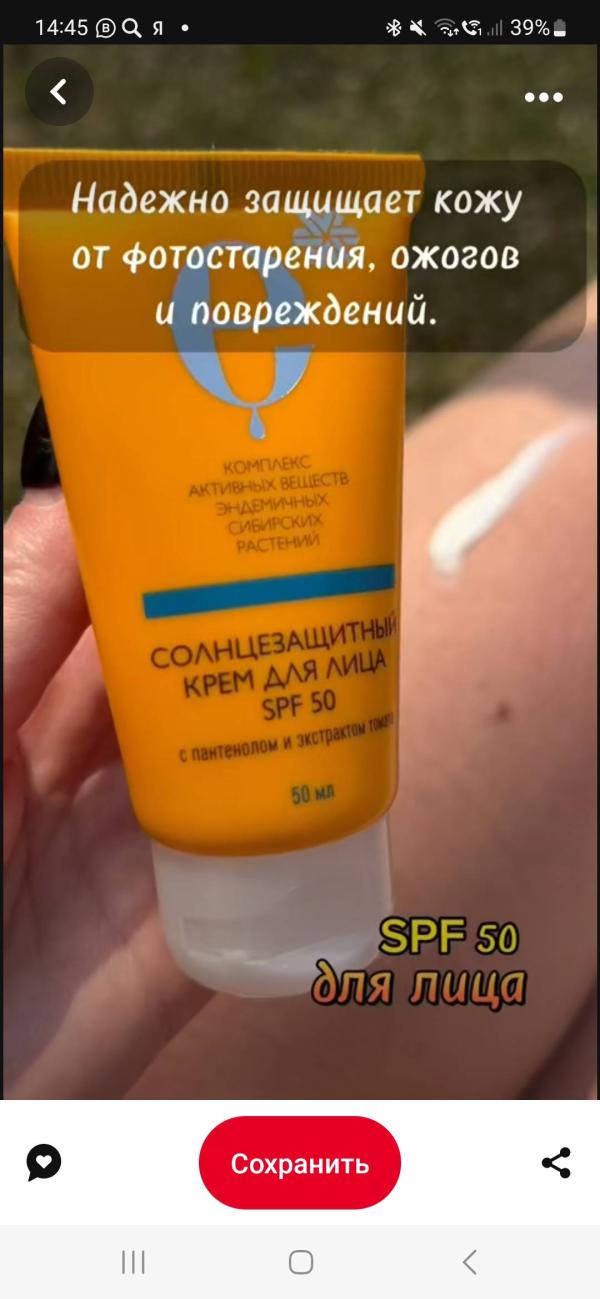 14:45 B Я 39%
Надежно защищает кожу
от фотостарения, ожогов
и повреждений.
КОМПЛЕКС
АКТИВНЫХ ВЕЩЕСТВ
ЭНДЕМИЧНЫХ
СИБИРСКИХ
РАСТЕНИЙ
СОЛНЦЕЗАЩИТНЫЙ
КРЕМ ДЛЯ ЛИЦА
SPF 50
с пантенолом и экстрактом томата
50 мл
SPF 50
для лица
Сохранить